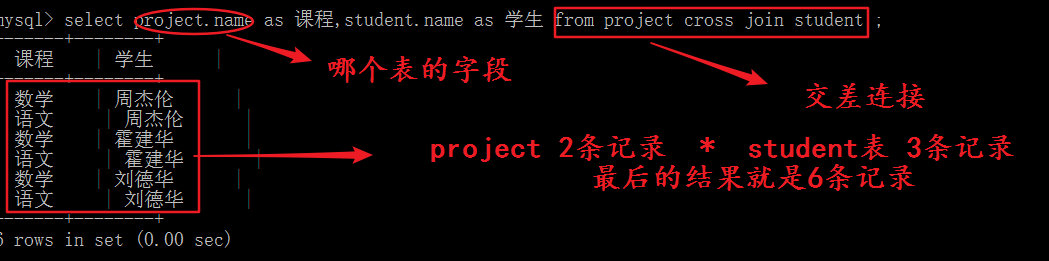 mysql> select project.name as 课程,student.name as 学生 from project cross join student ;
-------+--------+
课程 | 学生 |
-------+--------+
数学 | 周杰伦 |
语文 | 周杰伦 |
数学 | 霍建华 |
语文 | 霍建华 |
数学 | 刘德华 |
语文 | 刘德华 |
-------+--------+
6 rows in set (0.00 sec)
哪个表的字段
交差连接
project 2条记录 * student表 3条记录
最后的结果就是6条记录